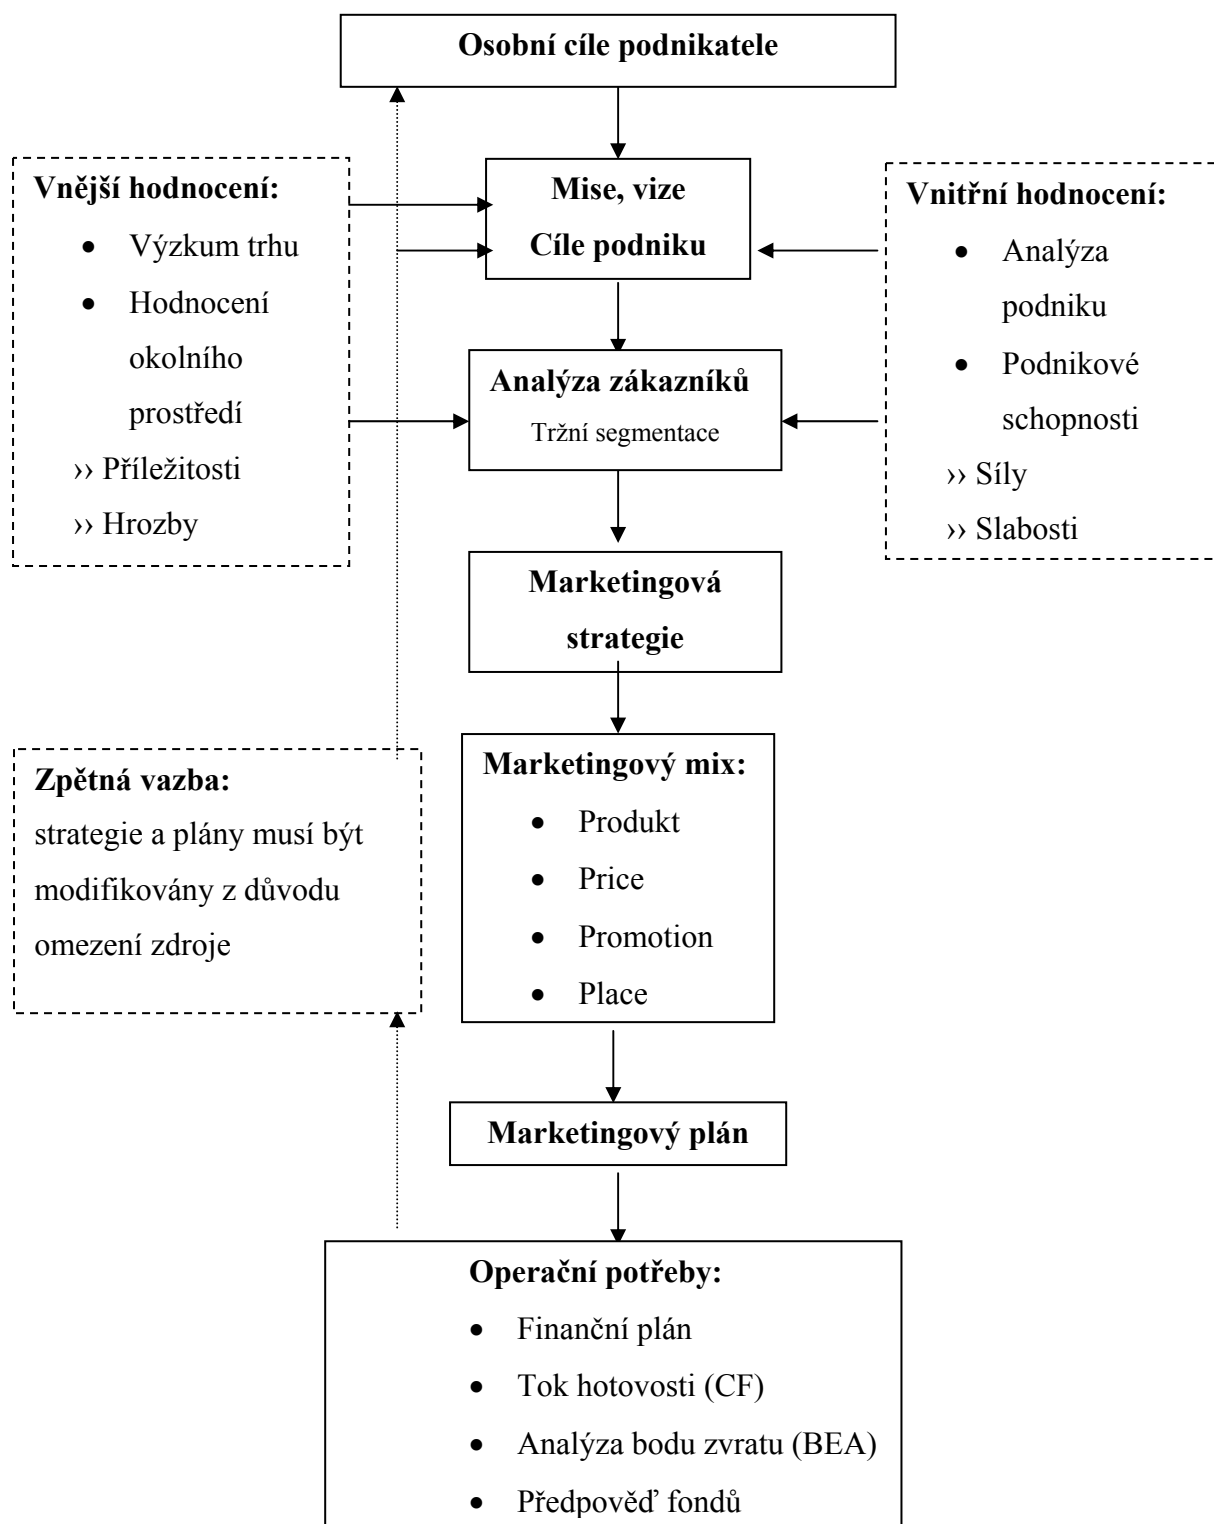 Osobní cíle podnikatele
Vnější hodnocení:
• Výzkum trhu
• Hodnocení
okolního
prostředí
›› Příležitosti
›› Hrozby
Mise, vize
Cíle podniku
Vnitřní hodnocení:
• Analýza
podniku
• Podnikové
schopnosti
›› Síly
›› Slabosti
Analýza zákazníků
Tržní segmentace
Marketingová
strategie
Zpětná vazba:
strategie a plány musí být
modifikovány z důvodu
omezení zdroje
Marketingový mix:
• Produkt
• Price
• Promotion
• Place
Marketingový plán
Operační potřeby:
• Finanční plán
• Tok hotovosti (CF)
• Analýza bodu zvratu (BEA)
• Předpověď fondů